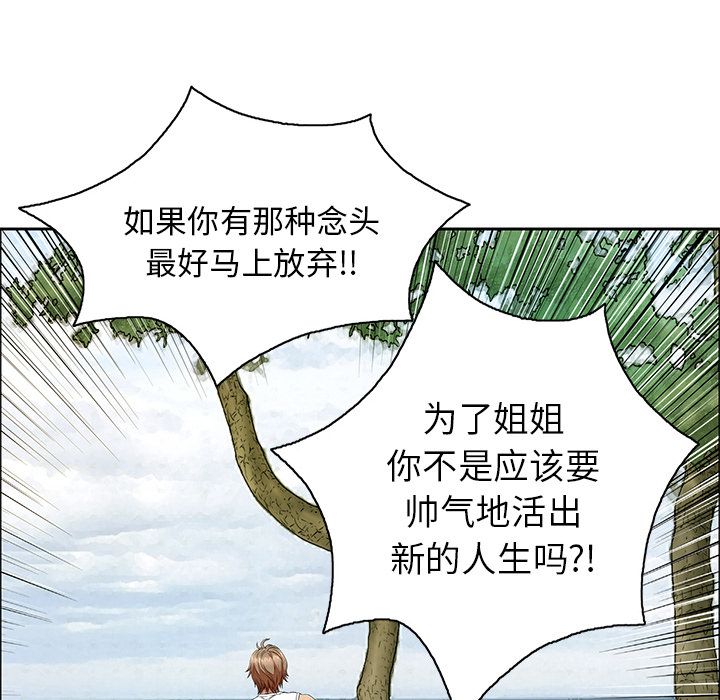 如果你有那种念头
最好马上放弃!!
为了姐姐
你不是应该要
帅气地活出
新的人生吗?!